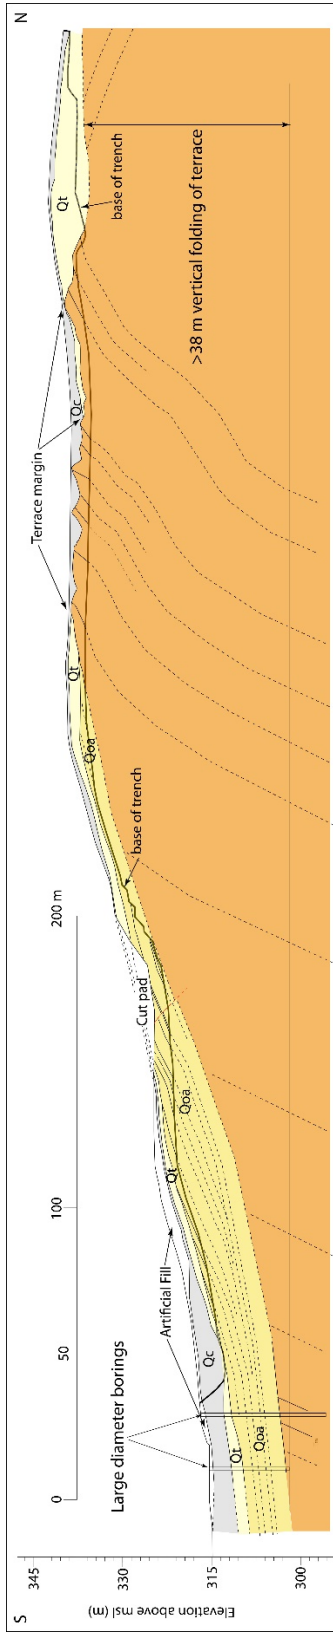 S
N
Elevation above msl (m)
345
330
315
300
0
50
100
200 m
Large diameter borings
Artificial Fill
Cut pad
base of trench
Terrace margin
base of trench
>38 m vertical folding of terrace
Qt
Qoa
Qc
Qt
Qoa
Qoa
Qt
Qc
Qt